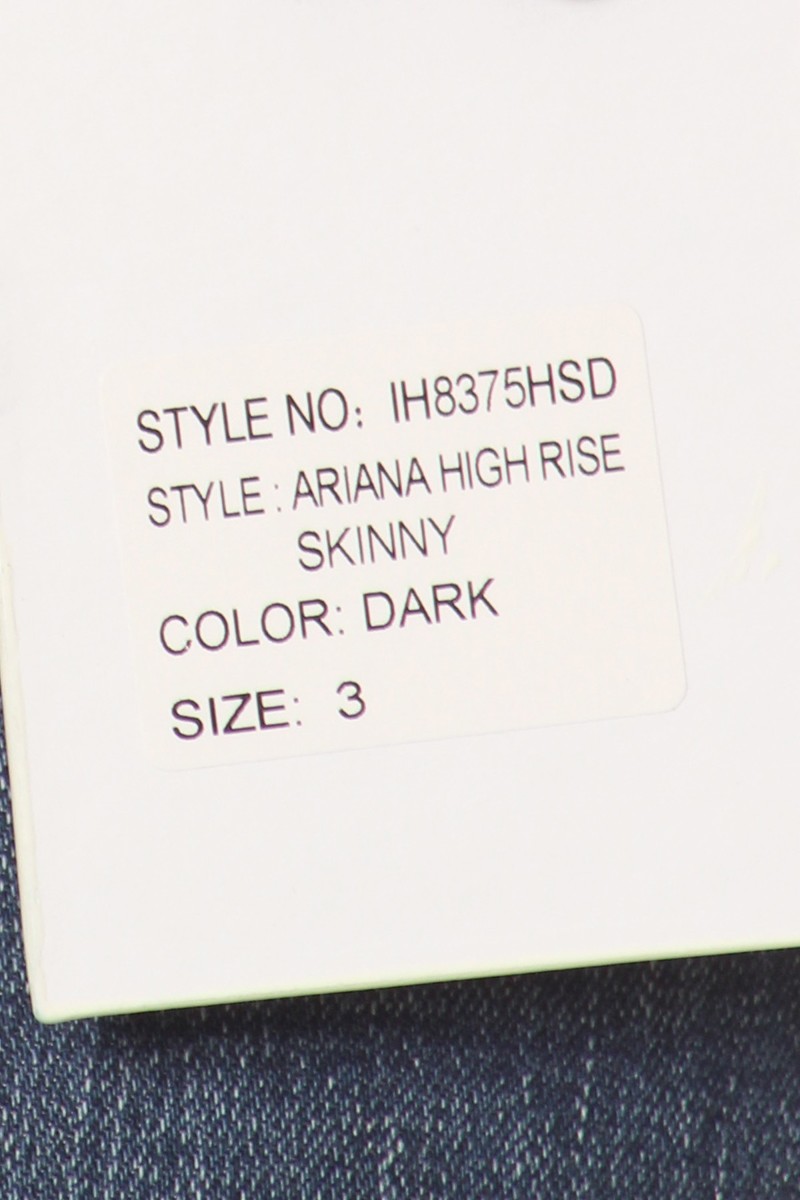 STYLE NO: IH8375HSD
STYLE : ARIANA HIGH RISE
SKINNY
COLOR: DARK
SIZE: 3